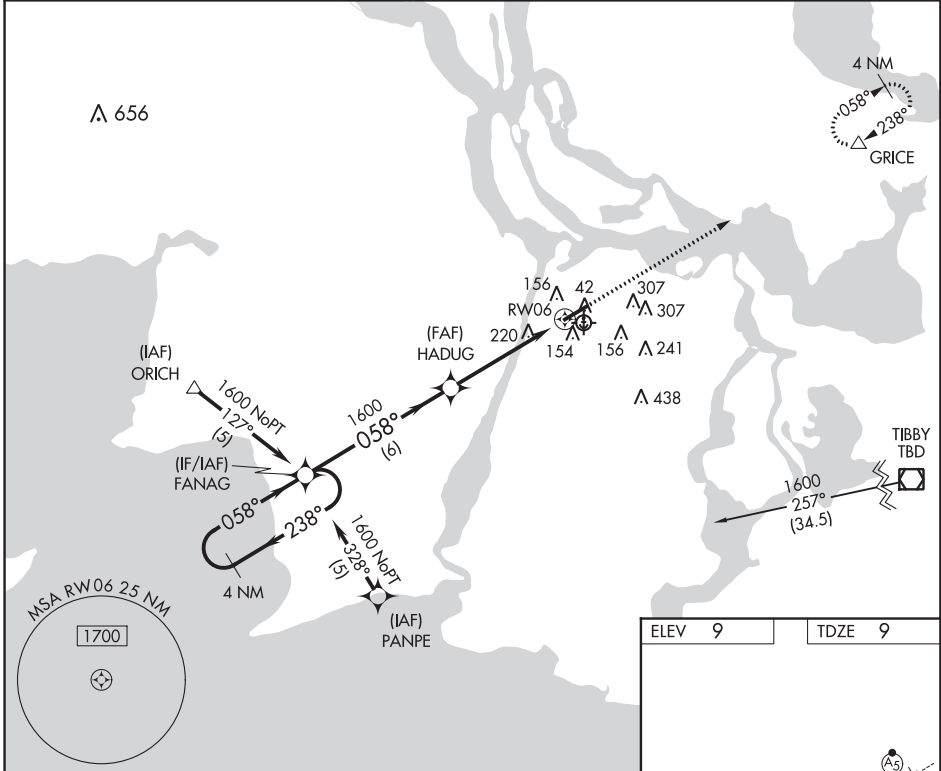 656
4 NM
058°
238°
GRICE
156
42
307
RW06
307
220
154
156
241
438
(FAF)
HADUG
(IAF)
ORICH
1600 NoPT
127°
(5)
1600
058°
(6)
(IF/IAF)
FANAG
058°
238°
4 NM
1600 NoPT
328°
(5)
(IAF)
PANPE
TIBBY
TBD
1600
257°
(34.5)
MSA RW06 25 NM
1700
ELEV 9
TDZE 9
A5